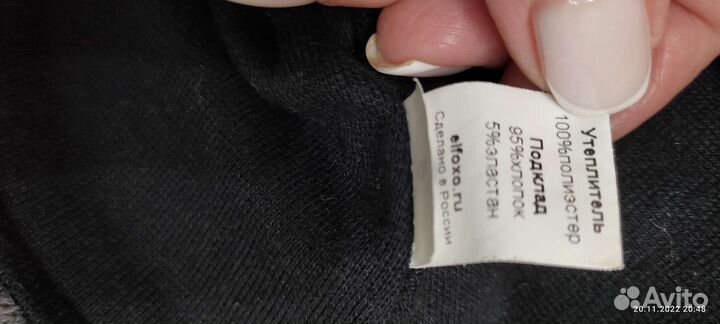 Утеплитель
100%полиэстер
Подклад
95%хлопок
5%эластан
elfoxo.ru
Сделано в России
Avito
20.11.2022 20:48